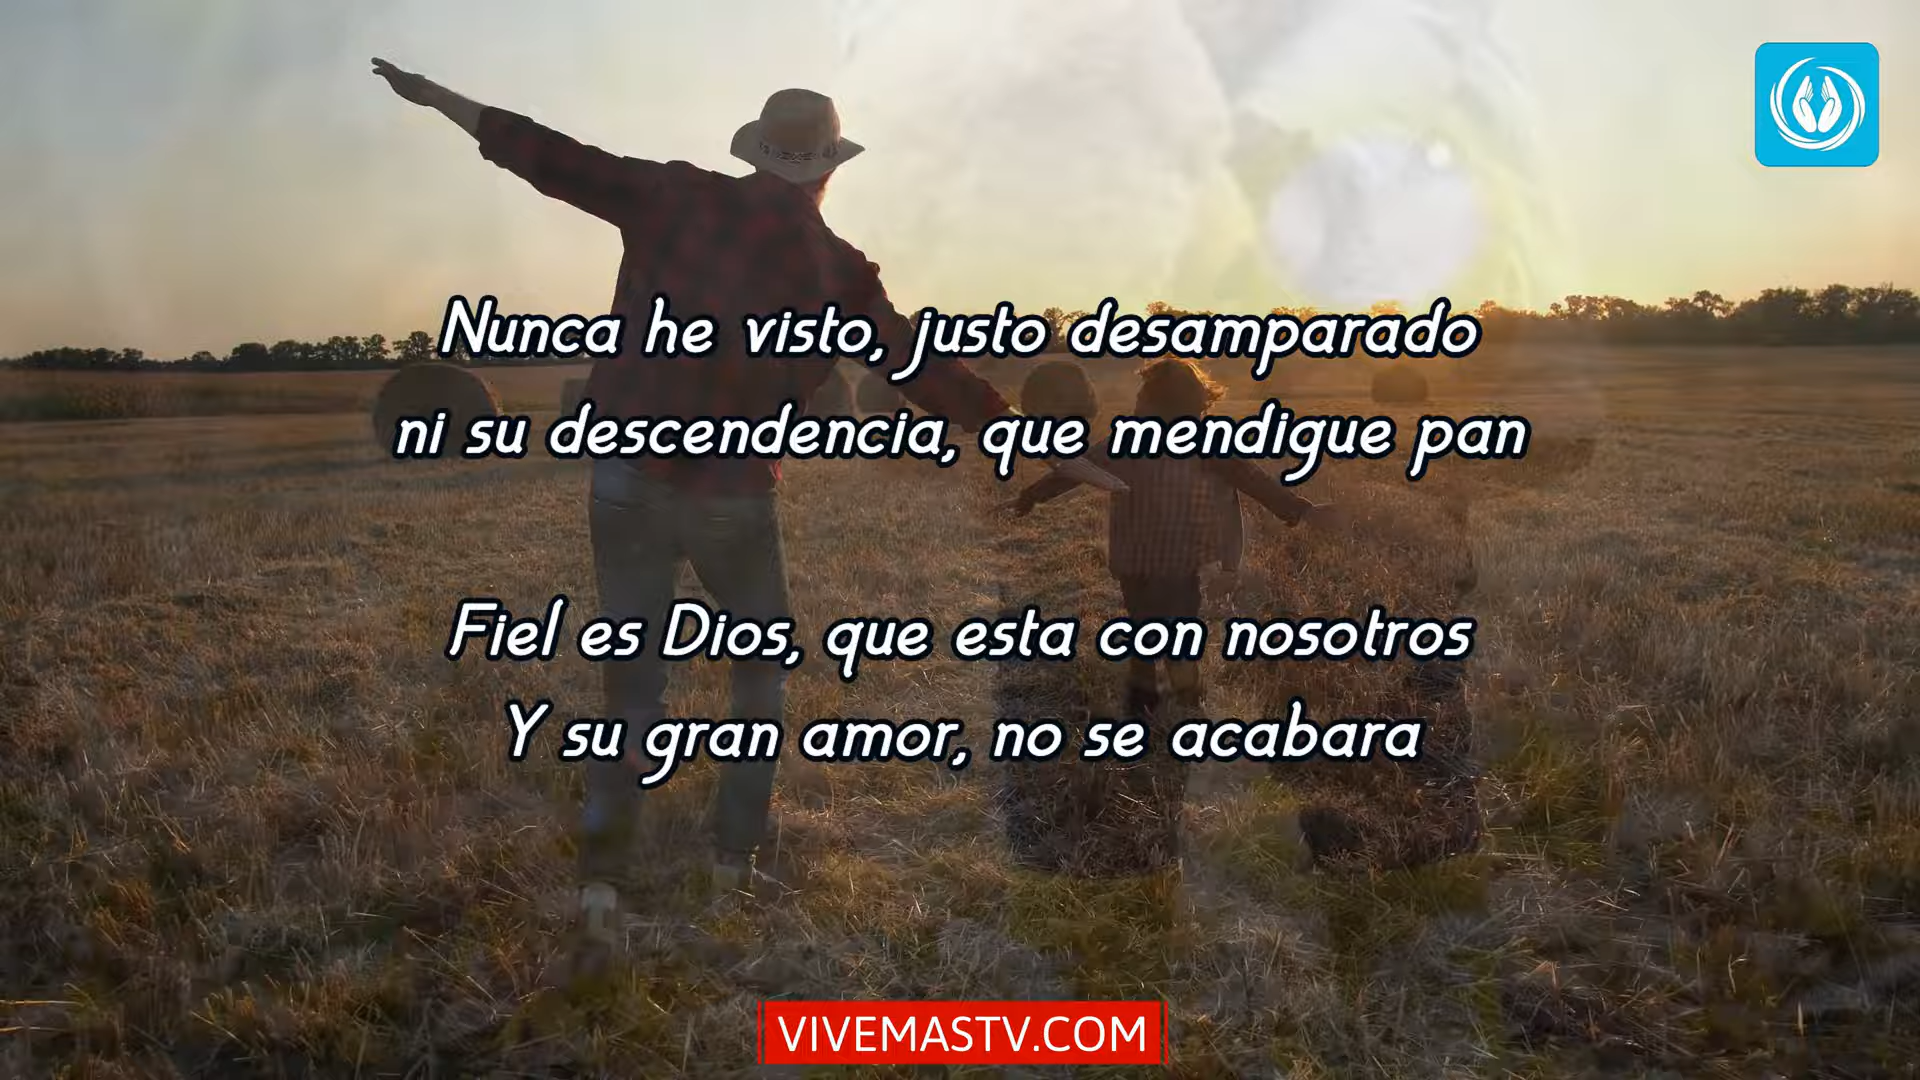 Nunca he visto, justo desamparado
ni su descendencia, que mendigue pan
Fiel es Dios, que esta con nosotros
Y su gran amor, no se acabara
VIVEMASTV.COM